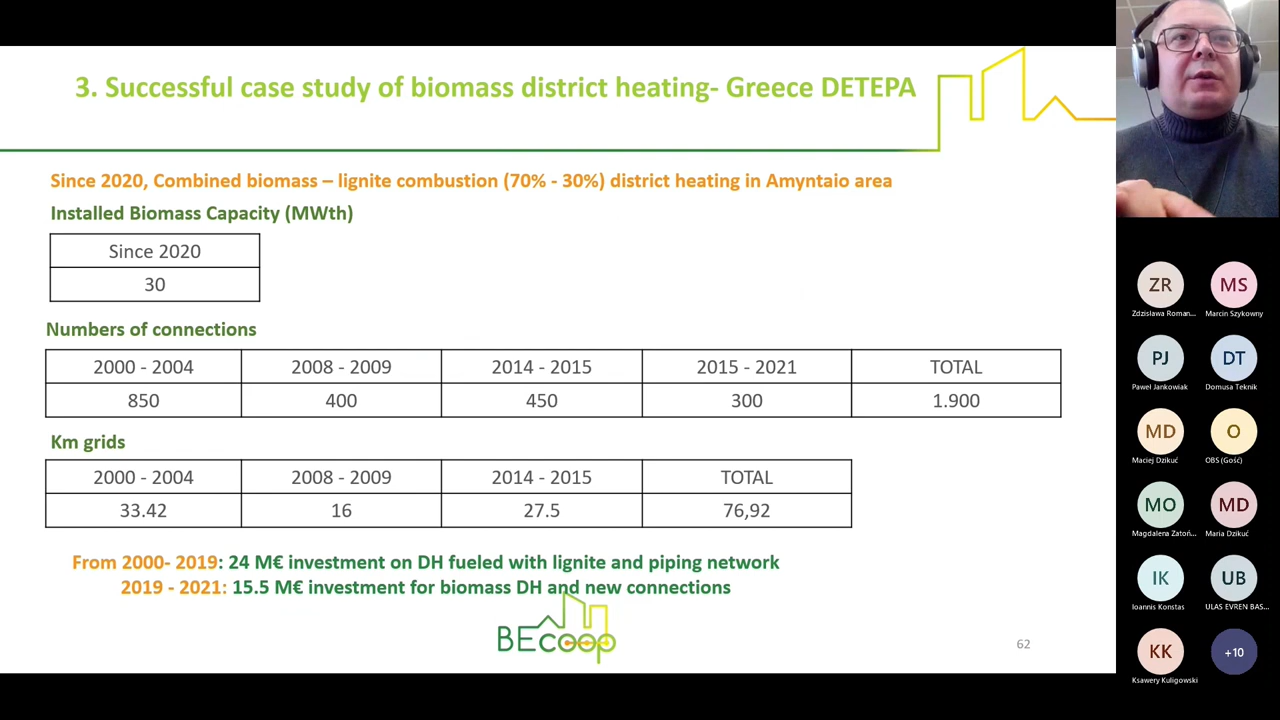 3. Successful case study of biomass district heating- Greece DETEPA
Since 2020, Combined biomass – lignite combustion (70% - 30%) district heating in Amyntaio area
Installed Biomass Capacity (MWth)
Since 2020
30
Numbers of connections
2000 - 2004 2008 - 2009 2014 - 2015 2015 - 2021 TOTAL
850 400 450 300 1.900
Km grids
2000 - 2004 2008 - 2009 2014 - 2015 TOTAL
33.42 16 27.5 76,92
From 2000- 2019: 24 M€ investment on DH fueled with lignite and piping network
2019 - 2021: 15.5 M€ investment for biomass DH and new connections
BEcoop
62
ZR MS
Zdzisława Roman... Marcin Szykowny
PJ DT
Paweł Jankowiak Domusa Teknik
MD O
Maciej Dzikuć OBS (Gość)
MO MD
Magdalena Zatoń... Maria Dzikuć
IK UB
Ioannis Konstas ULAS EVREN BAS...
KK +10
Ksawery Kuligowski